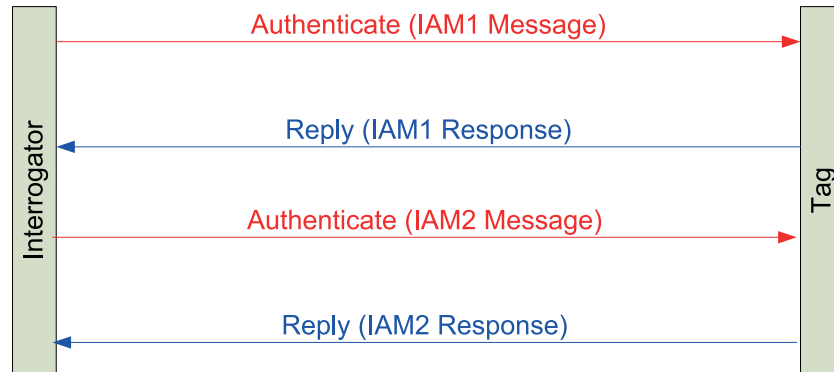 Authenticate (IAM1 Message)
Reply (IAM1 Response)
Interrogator
Tag
Authenticate (IAM2 Message)
Reply (IAM2 Response)